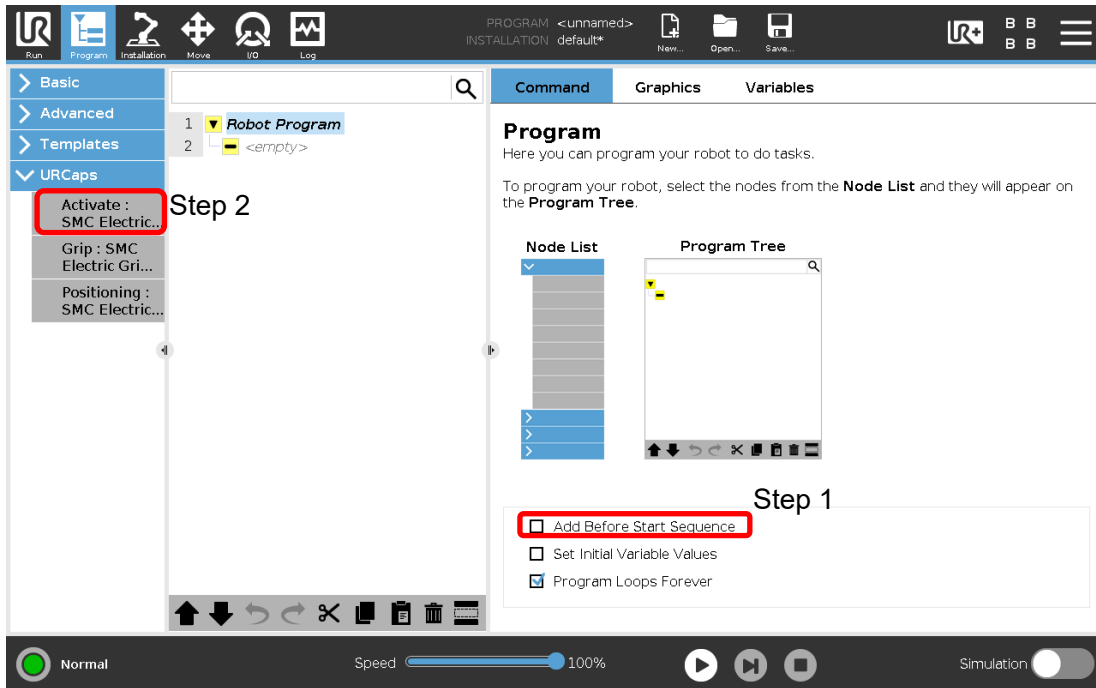 UR
Run
Program
Installation
Move
I/O
Log
PROGRAM <unnamed>
INSTALLATION default*
New...
Open...
Save...
UR+
B B
B B
Basic
Advanced
Templates
URCaps
Activate :
SMC Electric...
Grip : SMC
Electric Gri...
Positioning :
SMC Electric...
Step 2
1 Robot Program
2 <empty>
Command Graphics Variables
Program
Here you can program your robot to do tasks.
To program your robot, select the nodes from the Node List and they will appear on
the Program Tree.
Node List
Program Tree
Step 1
Add Before Start Sequence
Set Initial Variable Values
Program Loops Forever
Normal
Speed 100%
Simulation